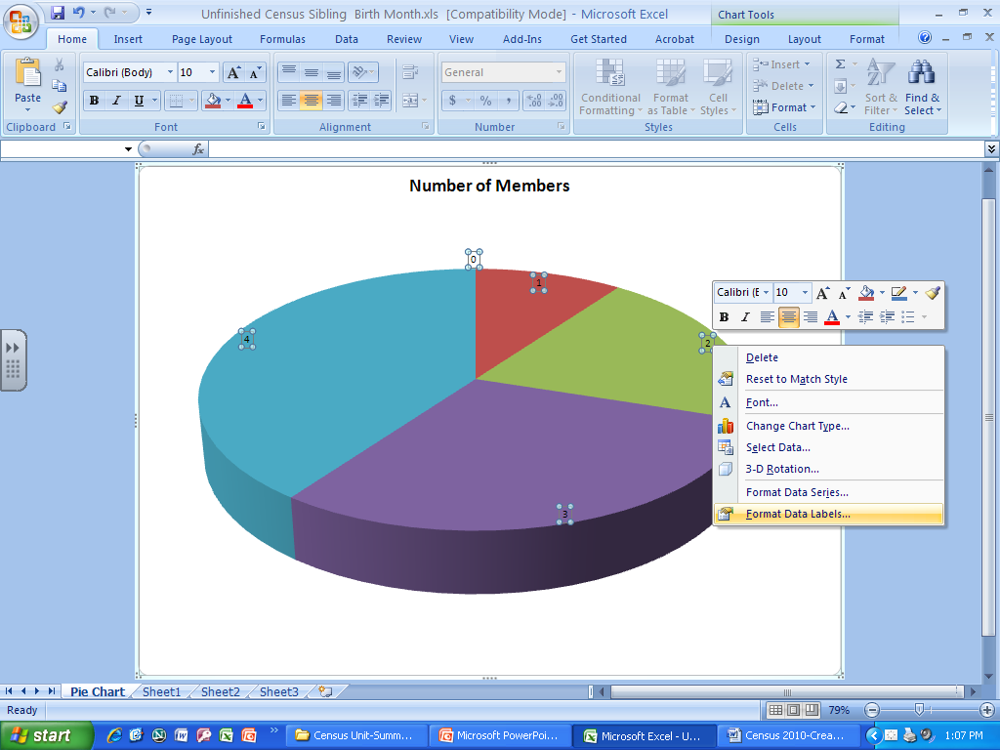 Unfinished Census Sibling  Birth Month.xls  [Compatibility Mode] - Microsoft Excel
Chart Tools
Home Insert Page Layout Formulas Data Review View Add-Ins Get Started Acrobat Design Layout Format
Paste
Clipboard
Calibri (Body) 10 A A
B I U A
Font
Alignment
General
$ % ,
Number
Conditional Formatting
Format as Table
Cell Styles
Styles
Insert
Delete
Format
Cells
Σ
Sort & Filter
Find & Select
Editing
fx
Number of Members
0
1
2
3
4
Calibri (E 10 A A
B I A
Delete
Reset to Match Style
A Font...
Change Chart Type...
Select Data...
3-D Rotation...
Format Data Series...
Format Data Labels...
Pie Chart Sheet1 Sheet2 Sheet3
Ready
79%
start
Census Unit-Summ...
Microsoft PowerPoi...
Microsoft Excel - U...
Census 2010-Crea...
1:07 PM